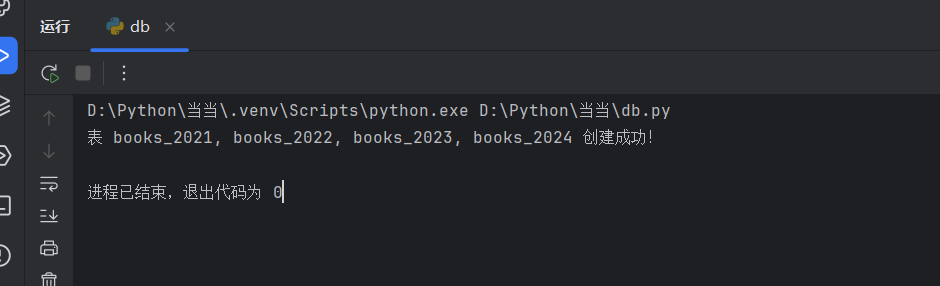 运行 db
D:\Python\当当\.venv\Scripts\python.exe D:\Python\当当\db.py
表 books_2021, books_2022, books_2023, books_2024 创建成功！
进程已结束，退出代码为 0